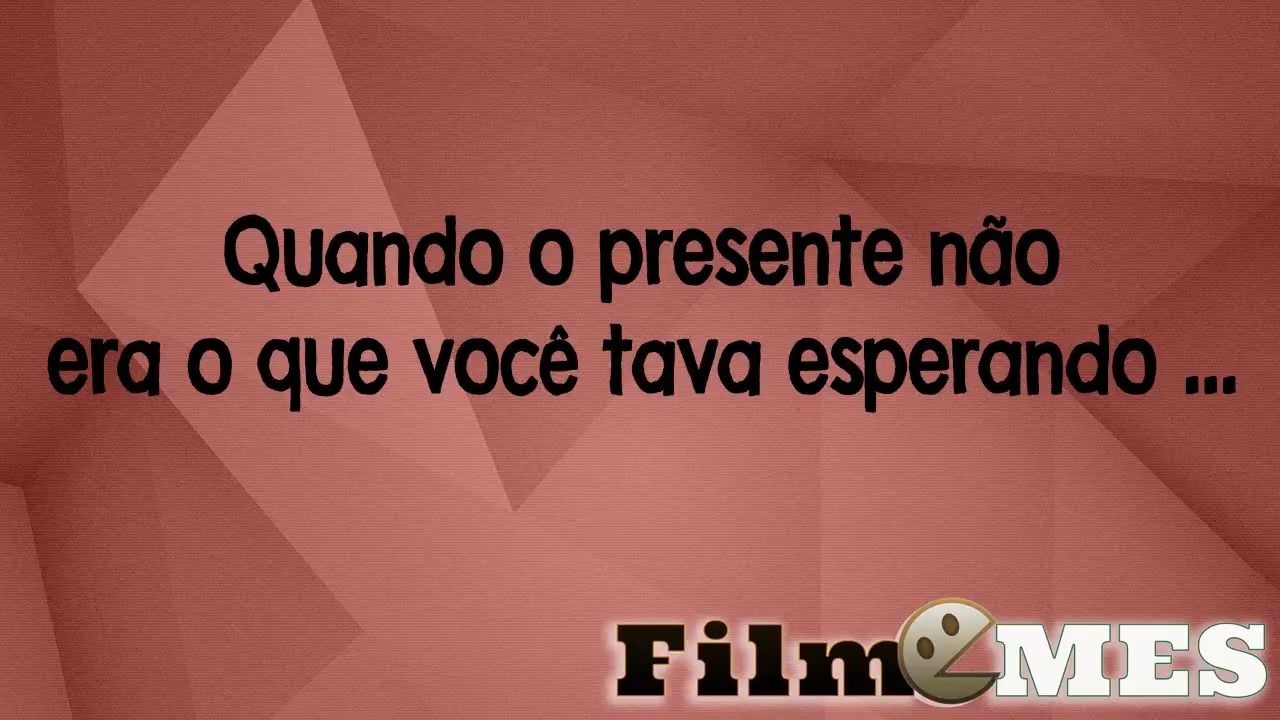 Quando o presente não
era o que você tava esperando ...
FilmeMES